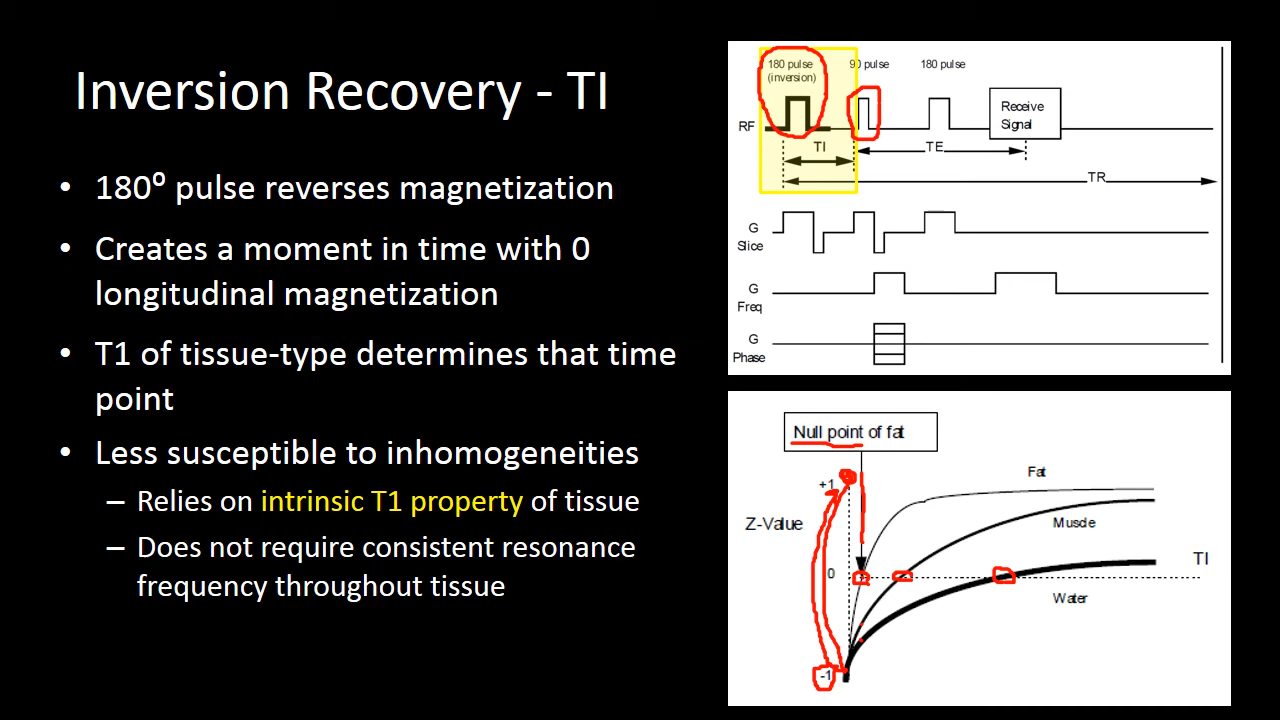 Inversion Recovery - TI
• 180⁰ pulse reverses magnetization
• Creates a moment in time with 0
longitudinal magnetization
• T1 of tissue-type determines that time
point
• Less susceptible to inhomogeneities
– Relies on intrinsic T1 property of tissue
– Does not require consistent resonance
frequency throughout tissue
180 pulse
(inversion)
90 pulse
180 pulse
RF
Receive
Signal
TI
TE
TR
G
Slice
G
Freq
G
Phase
Null point of fat
+1
Fat
Z-Value
Muscle
0
TI
Water
-1